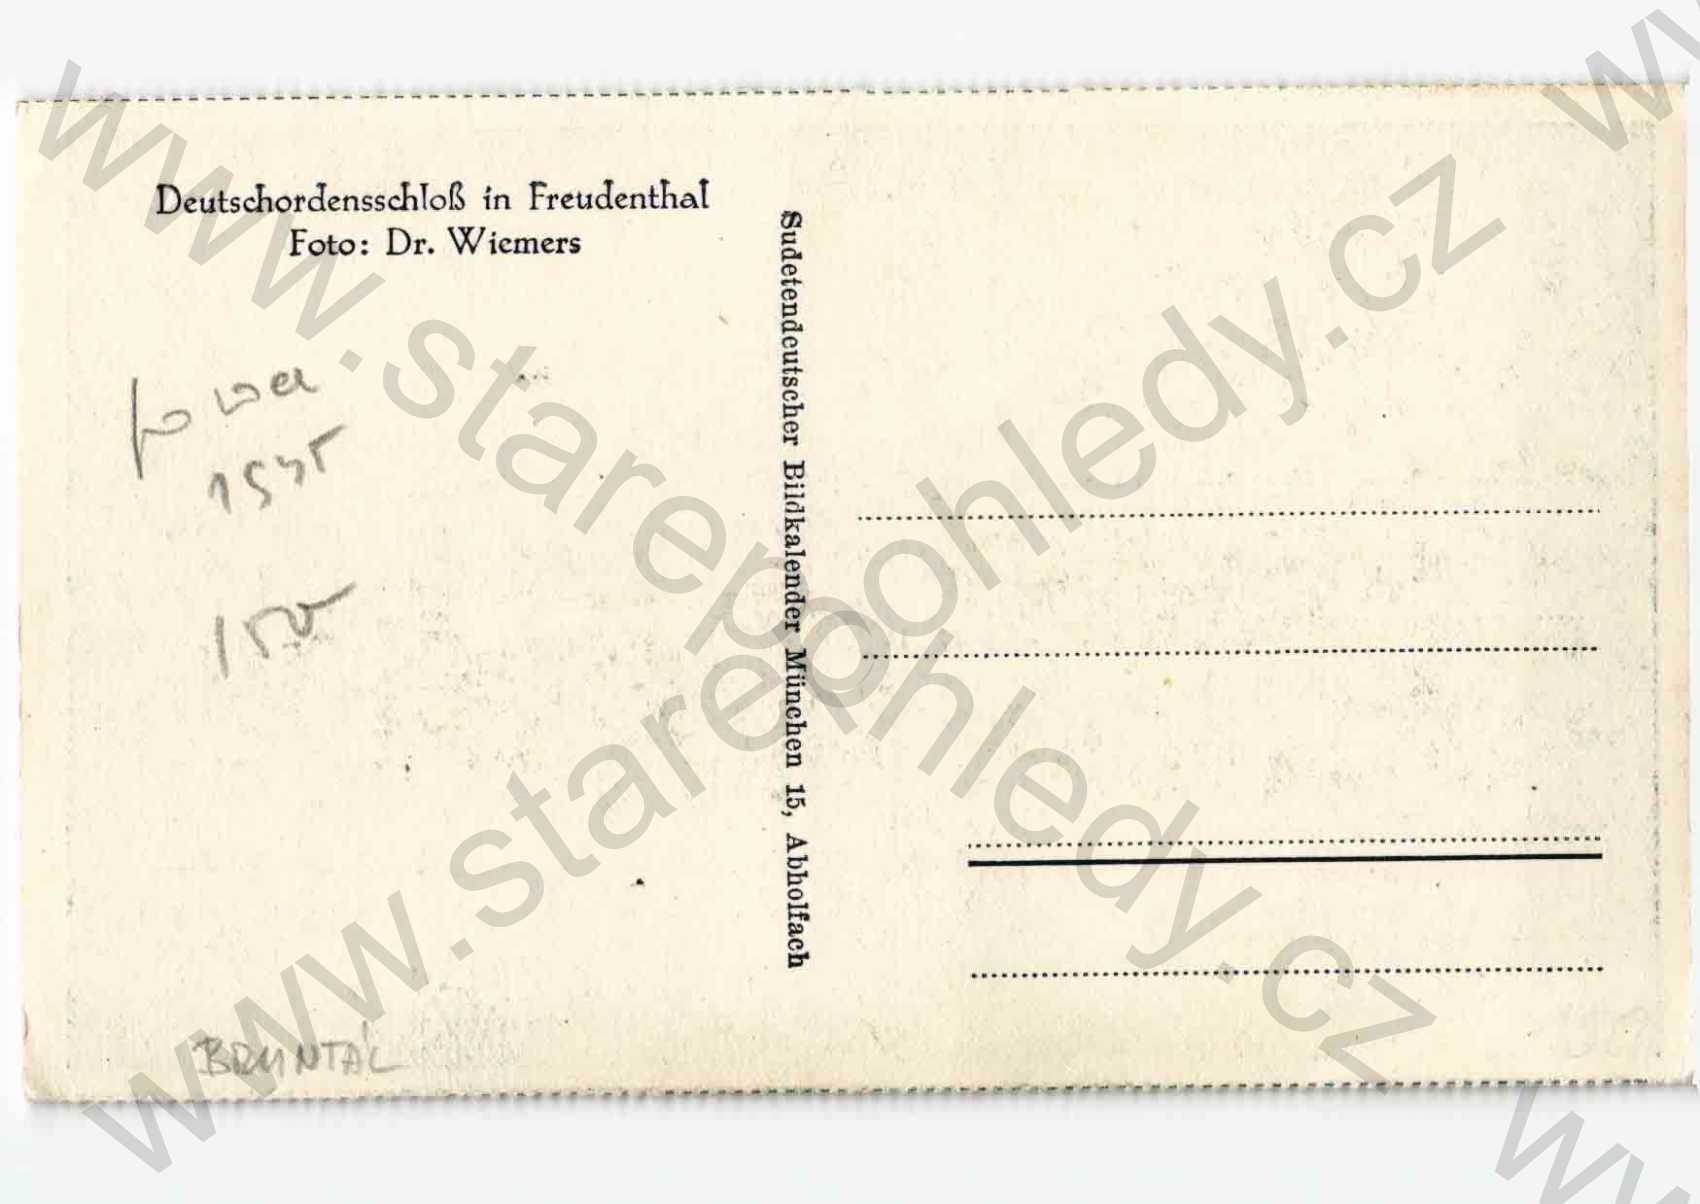 Deutschordensschloß in Freudenthal
Foto: Dr. Wiemers
Sudetendeutscher Bildkalender München 15, Abholfach
BRUNTÁL
www.starepohledy.cz
www.starepohledy.cz